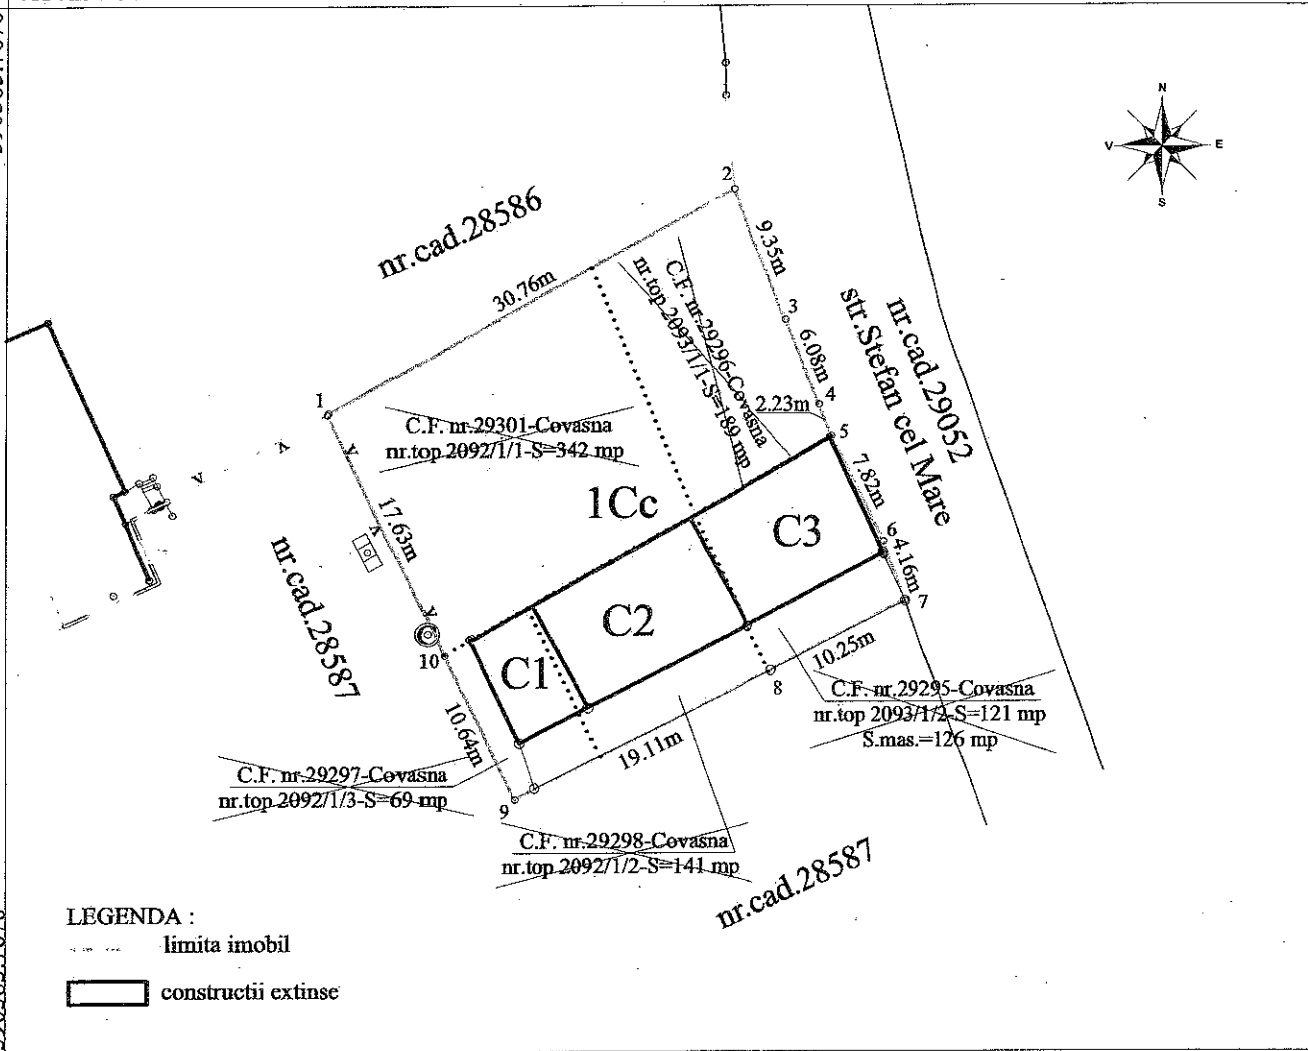 N
V
E
S
2
nr.cad.28586
9.35m
30.76m
3
6.08m
4
2.23m
5
C.F. nr.29296-Covasna
nr.top 2093/1/1-S=189 mp
nr.cad.29052
str.Stefan cel Mare
1
C.F. nr.29301-Covasna
nr.top 2092/1/1-S=342 mp
7.82m
17.63m
1Cc
C3
6
4.16m
7
nr.cad.28587
C2
C1
10
10.25m
8
C.F. nr.29295-Covasna
nr.top 2093/1/2-S=121 mp
S.mas.=126 mp
10.64m
19.11m
C.F. nr.29297-Covasna
nr.top 2092/1/3-S=69 mp
9
C.F. nr.29298-Covasna
nr.top 2092/1/2-S=141 mp
nr.cad.28587
LEGENDA :
limita imobil
constructii extinse